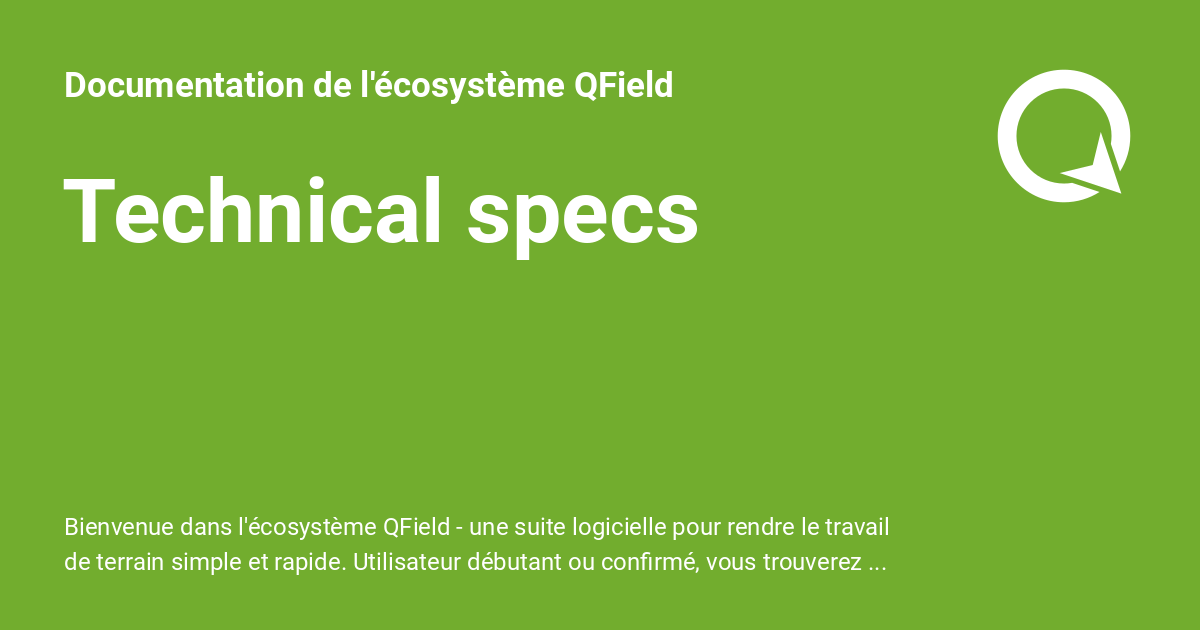 Documentation de l'écosystème QField
Technical specs
Bienvenue dans l'écosystème QField - une suite logicielle pour rendre le travail
de terrain simple et rapide. Utilisateur débutant ou confirmé, vous trouverez ...